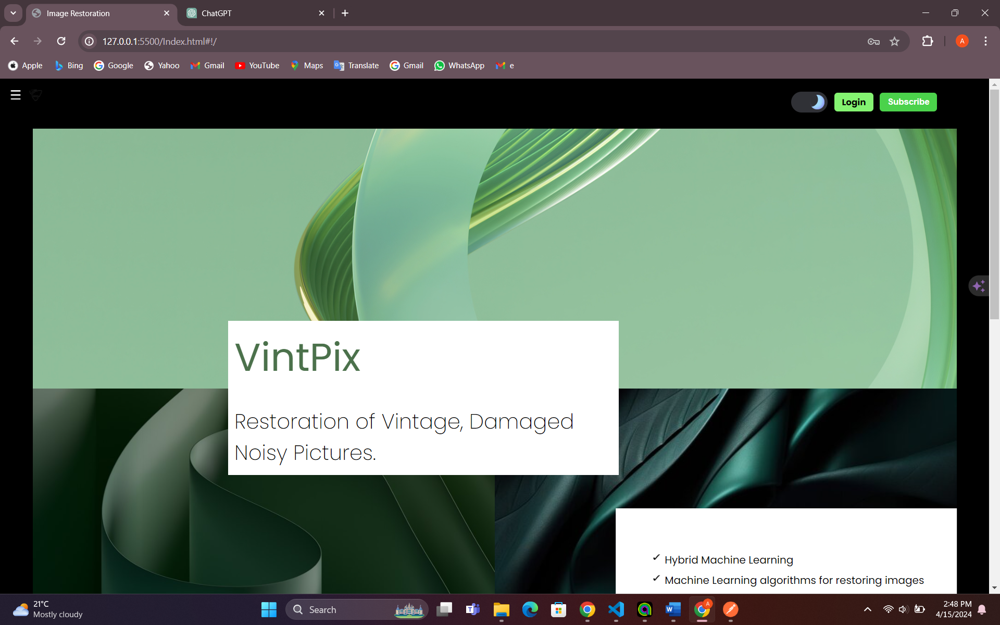 Image Restoration
ChatGPT
127.0.0.1:5500/Index.html#!/
A
Apple
Bing
Google
Yahoo
Gmail
YouTube
Maps
Translate
Gmail
WhatsApp
e
Login
Subscribe
VintPix
Restoration of Vintage, Damaged
Noisy Pictures.
✓ Hybrid Machine Learning
✓ Machine Learning algorithms for restoring images
21°C
Mostly cloudy
Search
A
2:48 PM
4/15/2024